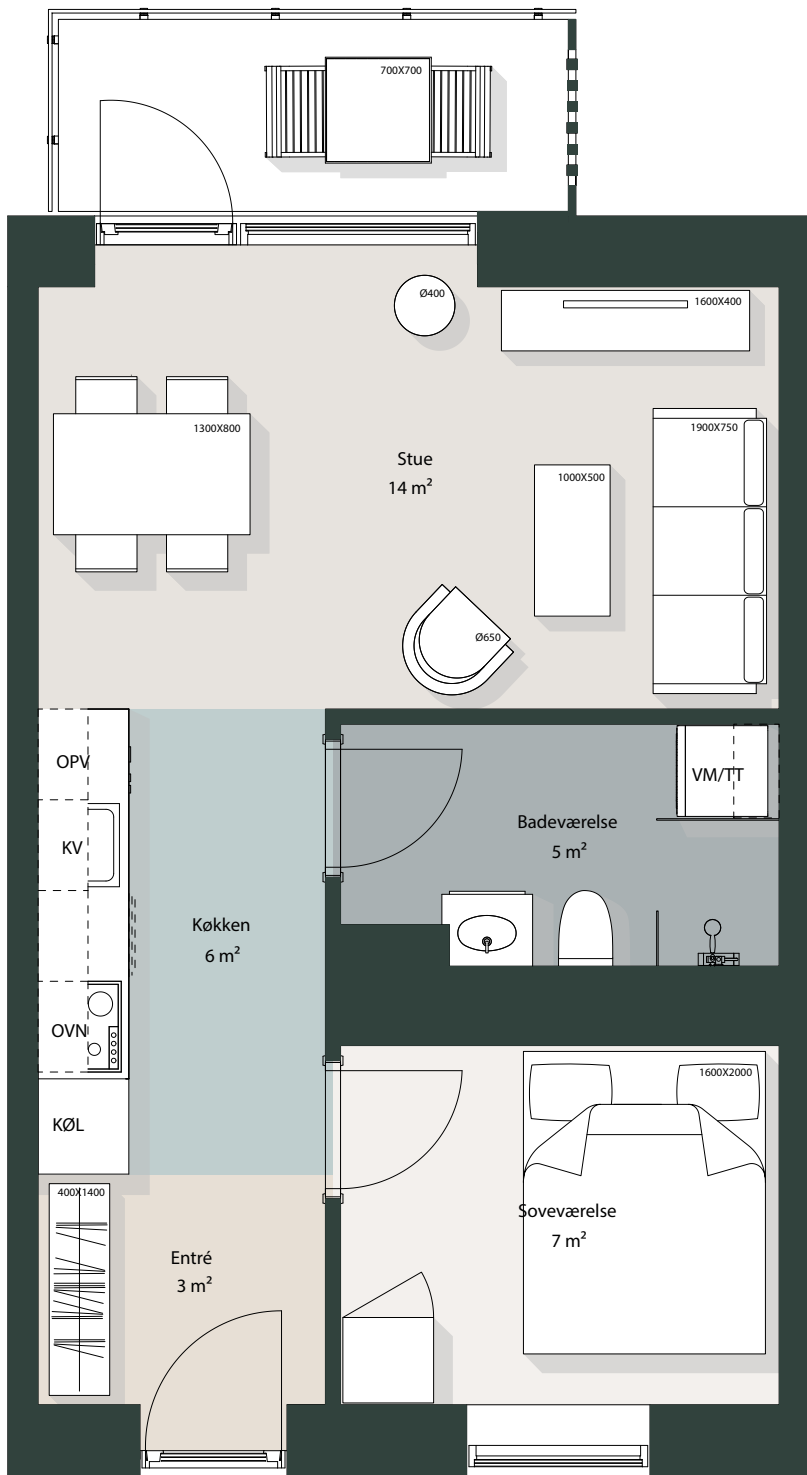 700X700
Ø400
1600X400
1300X800
1900X750
Stue
14 m²
1000X500
Ø650
OPV
VM/TT
KV
Badeværelse
5 m²
Køkken
6 m²
OVN
1600X2000
KØL
400X1400
Soveværelse
7 m²
Entré
3 m²